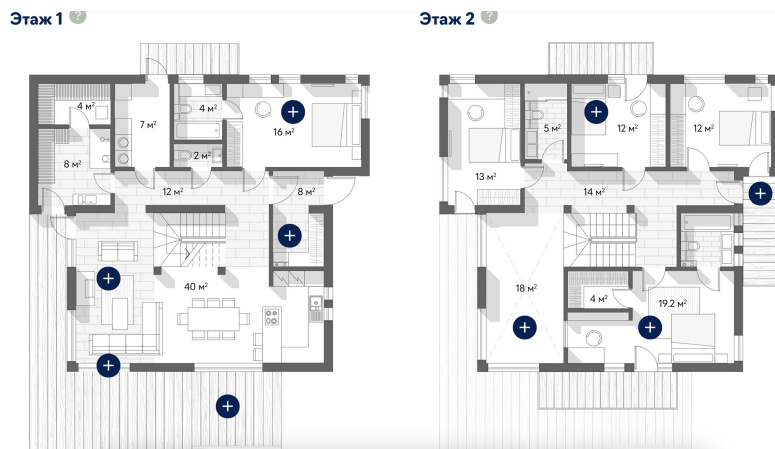 Этаж 1 ?
4 м²
7 м²
4 м²
16 м²
8 м²
2 м²
12 м²
8 м²
40 м²
Этаж 2 ?
5 м²
12 м²
12 м²
13 м²
14 м²
18 м²
4 м²
19.2 м²